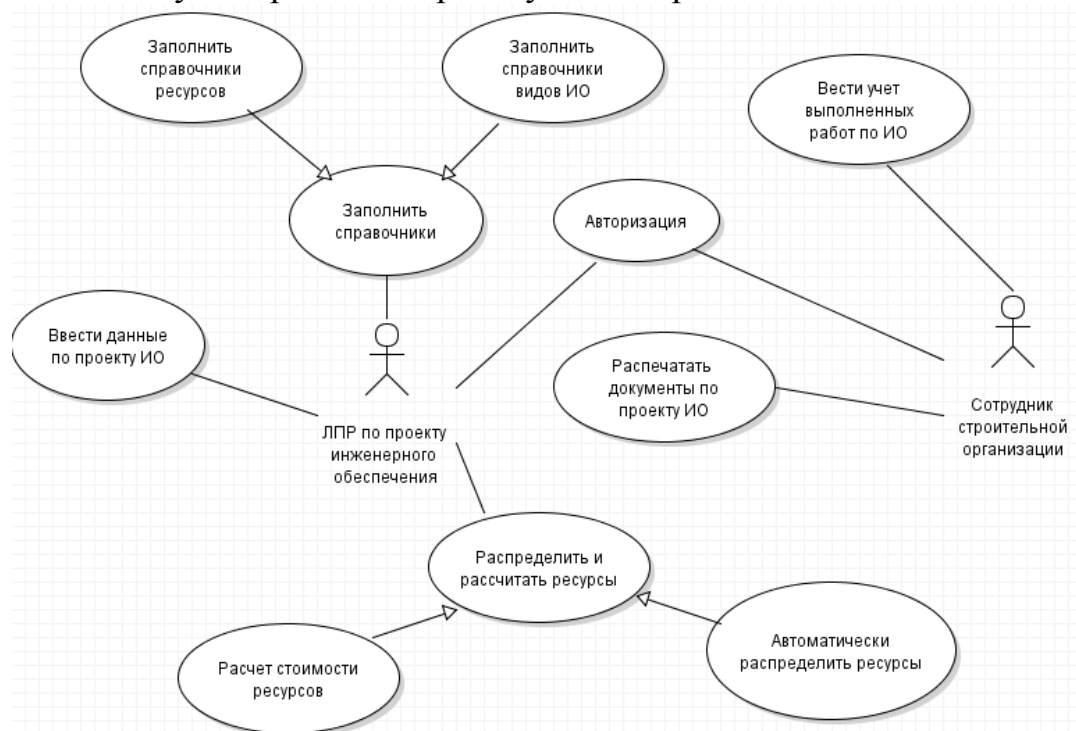 Заполнить
справочники
ресурсов
Заполнить
справочники
видов ИО
Вести учет
выполненных
работ по ИО
Заполнить
справочники
Авторизация
Ввести данные
по проекту ИО
Распечатать
документы по
проекту ИО
ЛПР по проекту
инженерного
обеспечения
Сотрудник
строительной
организации
Распределить и
рассчитать ресурсы
Расчет стоимости
ресурсов
Автоматически
распределить ресурсы